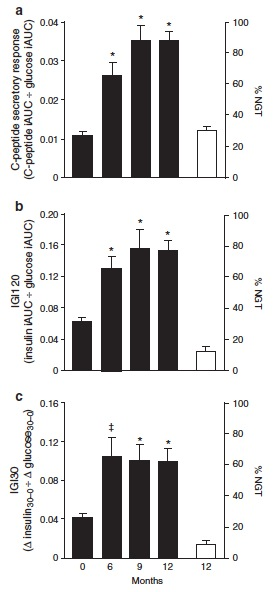 a
C-peptide secretory response
(C-peptide iAUC ÷ glucose iAUC)
0.04
0.03
0.02
0.01
0
* * * *
100
80
60
40
20
0
% NGT
b
IGI120
(insulin iAUC ÷ glucose iAUC)
0.20
0.16
0.12
0.08
0.04
0
* * *
100
80
60
40
20
0
% NGT
c
IGI30
(Δ insulin30–0 ÷ Δ glucose30–0)
0.16
0.12
0.08
0.04
0
‡ * *
100
80
60
40
20
0
% NGT
0 6 9 12 12
Months